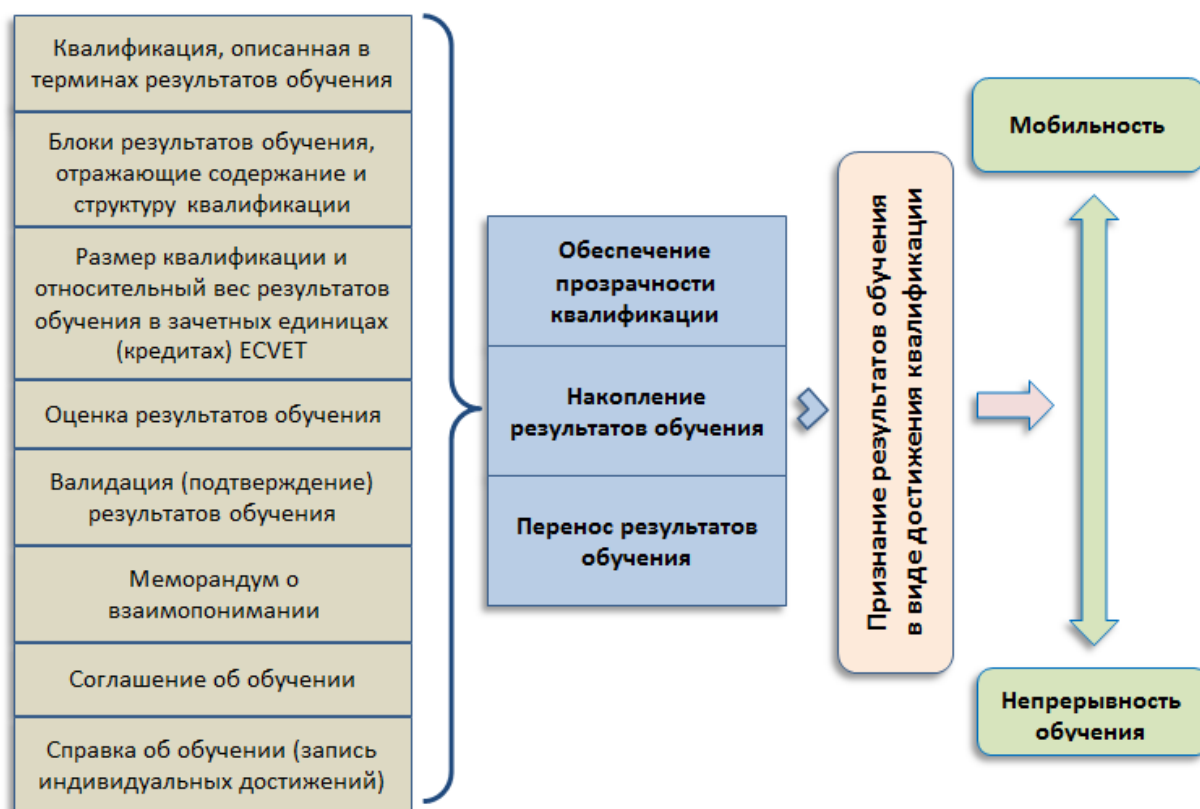 Квалификация, описанная в
терминах результатов обучения
Блоки результатов обучения,
отражающие содержание и
структуру квалификации
Размер квалификации и
относительный вес результатов
обучения в зачетных единицах
(кредитах) ECVET
Оценка результатов обучения
Валидация (подтверждение)
результатов обучения
Меморандум о
взаимопонимании
Соглашение об обучении
Справка об обучении (запись
индивидуальных достижений)
Обеспечение
прозрачности
квалификации
Накопление
результатов обучения
Перенос результатов
обучения
Признание результатов обучения
в виде достижения квалификации
Мобильность
Непрерывность
обучения